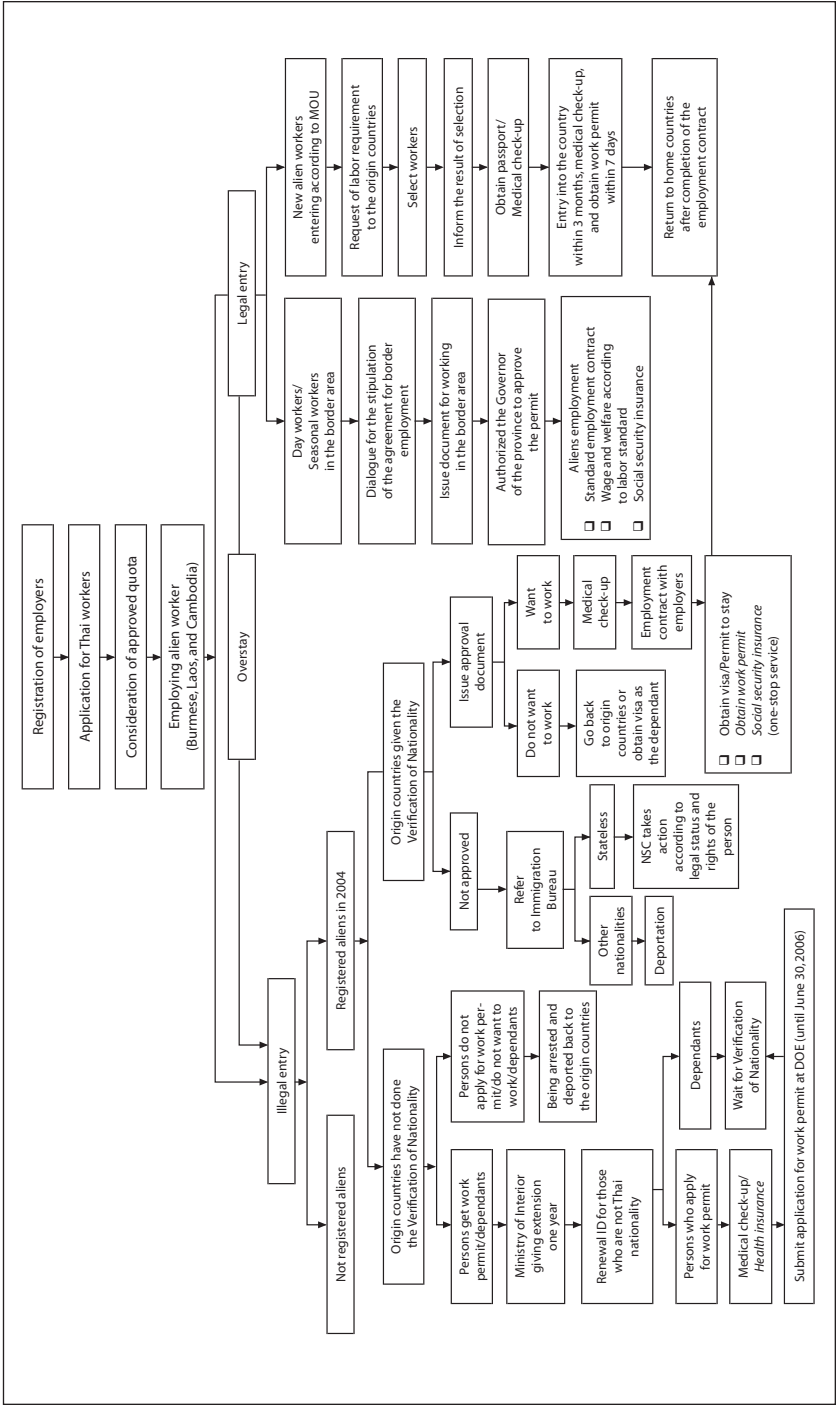 Registration of employers
Application for Thai workers
Consideration of approved quota
Employing alien worker
(Burmese, Laos, and Cambodia)
Illegal entry
Overstay
Legal entry
Not registered aliens
Registered aliens in 2004
Origin countries have not done
the Verification of Nationality
Persons get work
permit/dependants
Ministry of Interior
giving extension
one year
Renewal ID for those
who are not Thai
nationality
Persons who apply
for work permit
Medical check-up/
Health insurance
Dependants
Wait for Verification
of Nationality
Submit application for work permit at DOE (until June 30, 2006)
Persons do not
apply for work per-
mit/do not want to
work/dependants
Being arrested and
deported back to
the origin countries
Origin countries given the
Verification of Nationality
Not approved
Refer
to Immigration
Bureau
Other
nationalities
Deportation
Stateless
NSC takes
action
according to
legal status and
rights of the
person
Issue approval
document
Do not want
to work
Go back
to origin
countries or
obtain visa as
the dependant
Want
to work
Medical
check-up
Employment
contract with
employers
❑ Obtain visa/Permit to stay
❑ Obtain work permit
❑ Social security insurance
(one-stop service)
Day workers/
Seasonal workers
in the border area
Dialogue for the stipulation
of the agreement for border
employment
Issue document for working
in the border area
Authorized the Governor
of the province to approve
the permit
Aliens employment
❑ Standard employment contract
❑ Wage and welfare according
to labor standard
❑ Social security insurance
New alien workers
entering according to MOU
Request of labor requirement
to the origin countries
Select workers
Inform the result of selection
Obtain passport/
Medical check-up
Entry into the country
within 3 months, medical check-up,
and obtain work permit
within 7 days
Return to home countries
after completion of the
employment contract